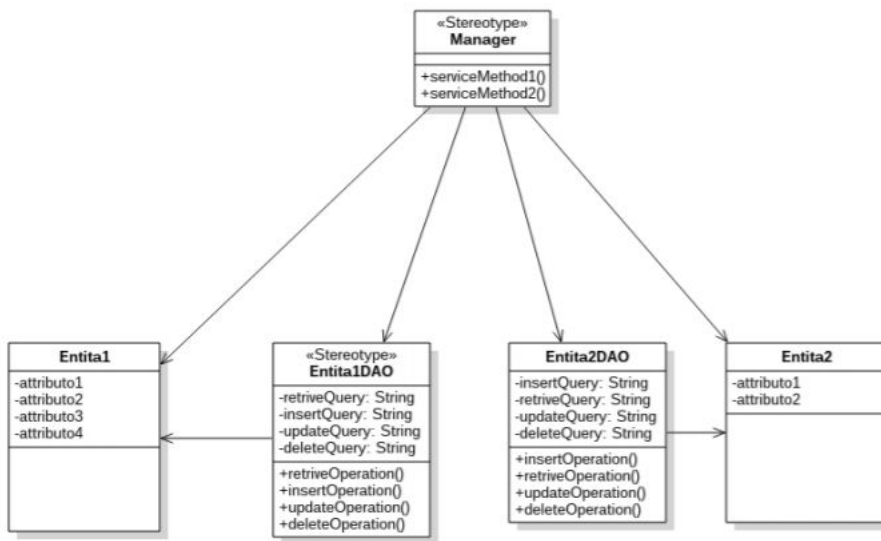 «Stereotype»
Manager
+serviceMethod1()
+serviceMethod2()
Entita1
-attributo1
-attributo2
-attributo3
-attributo4
«Stereotype»
Entita1DAO
-retriveQuery: String
-insertQuery: String
-updateQuery: String
-deleteQuery: String
+retriveOperation()
+insertOperation()
+updateOperation()
+deleteOperation()
Entita2DAO
-insertQuery: String
-retriveQuery: String
-updateQuery: String
-deleteQuery: String
+insertOperation()
+retriveOperation()
+updateOperation()
+deleteOperation()
Entita2
-attributo1
-attributo2